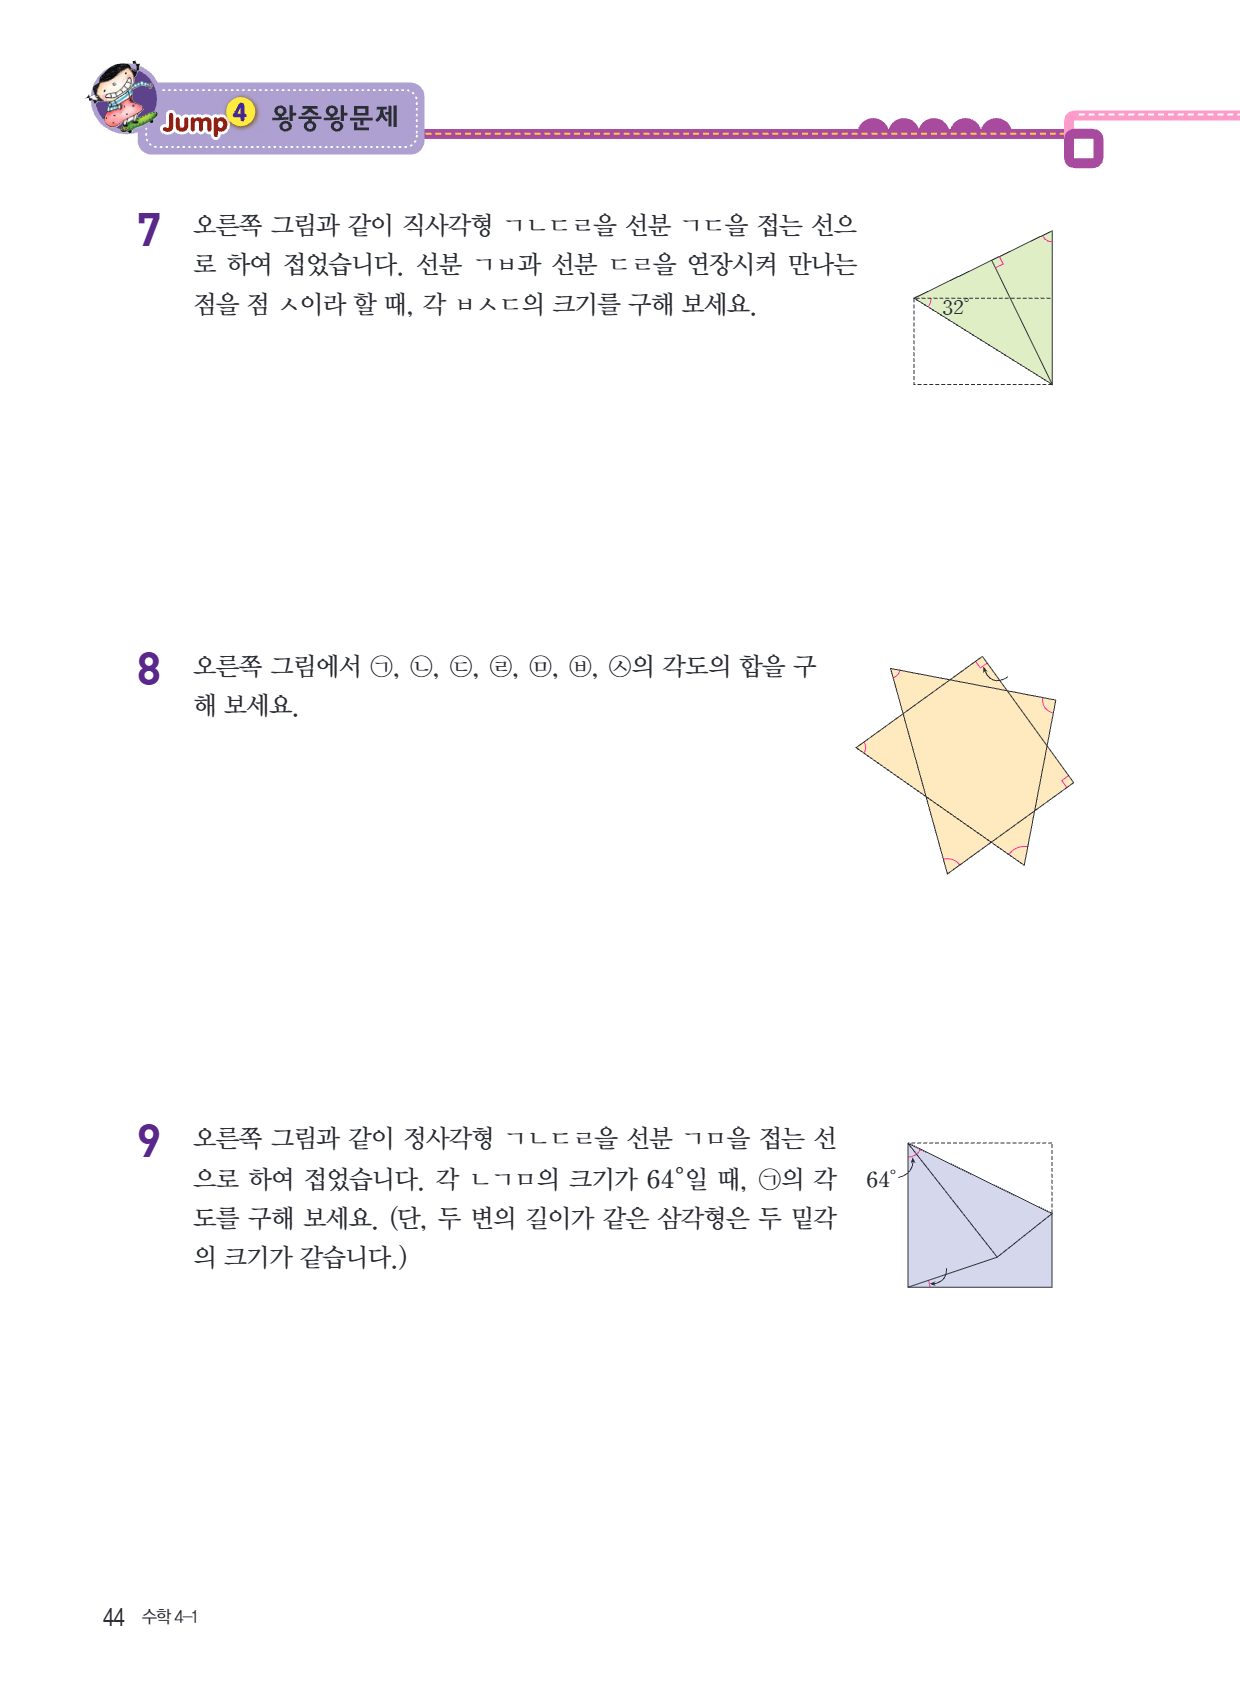 Jump 4 왕중왕문제
7 오른쪽 그림과 같이 직사각형 ㄱㄴㄷㄹ을 선분 ㄱㄷ을 접는 선으
로 하여 접었습니다. 선분 ㄱㅂ과 선분 ㄷㄹ을 연장시켜 만나는
점을 점 ㅅ이라 할 때, 각 ㅂㅅㄷ의 크기를 구해 보세요.
32°
8 오른쪽 그림에서 ㉠, ㉡, ㉢, ㉣, ㉤, ㉥, ㉦의 각도의 합을 구
해 보세요.
9 오른쪽 그림과 같이 정사각형 ㄱㄴㄷㄹ을 선분 ㄱㅁ을 접는 선
으로 하여 접었습니다. 각 ㄴㄱㅁ의 크기가 64°일 때, ㉠의 각
도를 구해 보세요. (단, 두 변의 길이가 같은 삼각형은 두 밑각
의 크기가 같습니다.)
64°
44 수학 4-1